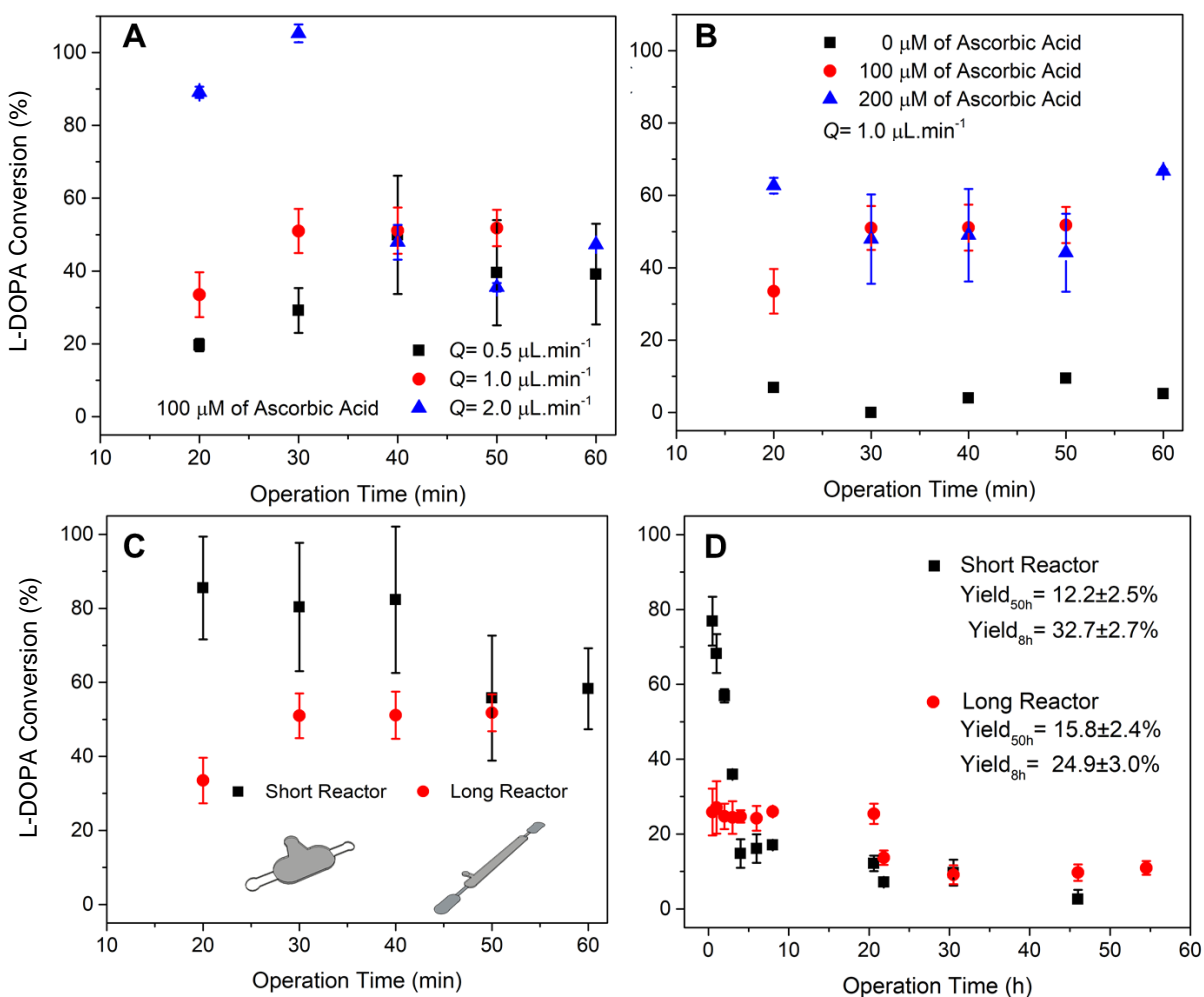 A
L-DOPA Conversion (%)
100
80
60
40
20
0
Q= 0.5 μL.min⁻¹
Q= 1.0 μL.min⁻¹
100 μM of Ascorbic Acid
Q= 2.0 μL.min⁻¹
10 20 30 40 50 60
Operation Time (min)
B
0 μM of Ascorbic Acid
100 μM of Ascorbic Acid
200 μM of Ascorbic Acid
Q= 1.0 μL.min⁻¹
100
80
60
40
20
0
10 20 30 40 50 60
Operation Time (min)
C
L-DOPA Conversion (%)
100
80
60
40
20
0
Short Reactor Long Reactor
10 20 30 40 50 60
Operation Time (min)
D
Short Reactor
Yield50h= 12.2±2.5%
Yield8h= 32.7±2.7%
Long Reactor
Yield50h= 15.8±2.4%
Yield8h= 24.9±3.0%
100
80
60
40
20
0
0 10 20 30 40 50 60
Operation Time (h)